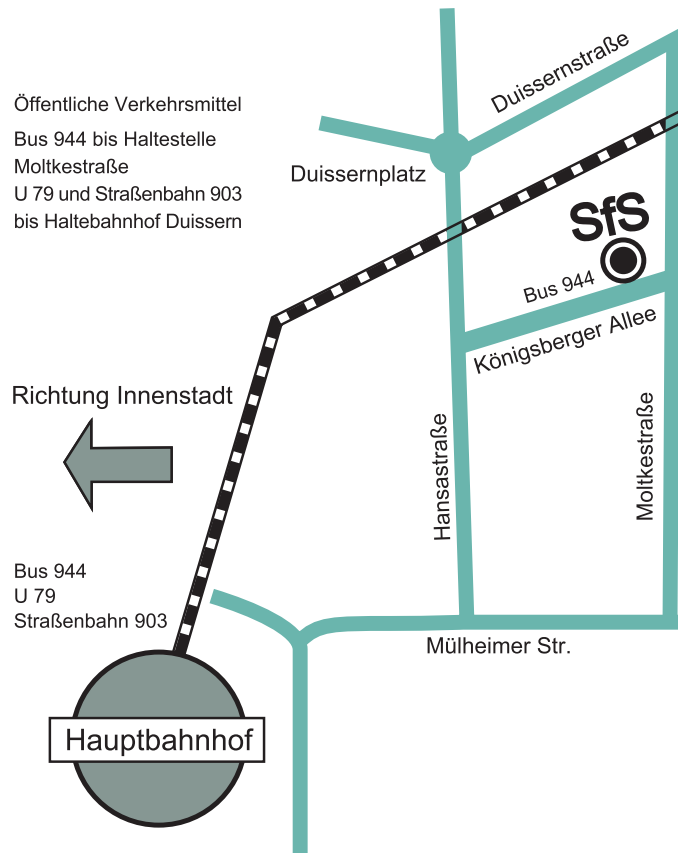 Öffentliche Verkehrsmittel
Bus 944 bis Haltestelle
Moltkestraße
U 79 und Straßenbahn 903
bis Haltebahnhof Duissern
Duissernstraße
Duissernplatz
SfS
Bus 944
Königsberger Allee
Richtung Innenstadt
Hansastraße
Moltkestraße
Bus 944
U 79
Straßenbahn 903
Mülheimer Str.
Hauptbahnhof